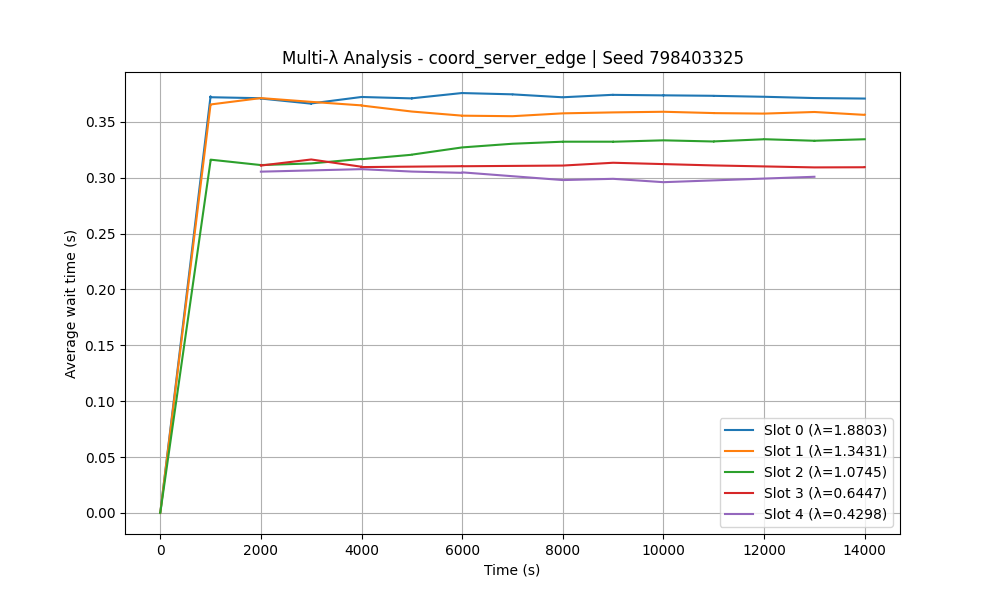 Multi-λ Analysis - coord_server_edge | Seed 798403325
Average wait time (s)
0.35
0.30
0.25
0.20
0.15
0.10
0.05
0.00
Slot 0 (λ=1.8803)
Slot 1 (λ=1.3431)
Slot 2 (λ=1.0745)
Slot 3 (λ=0.6447)
Slot 4 (λ=0.4298)
0 2000 4000 6000 8000 10000 12000 14000
Time (s)